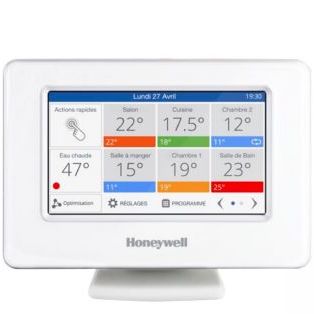 Lundi 27 Avril 19:30
Actions rapides
Salon
22°
22°
Cuisine
17.5°
18°
Chambre 2
12°
11°
Eau chaude
47°
Salle à manger
15°
11°
Chambre 1
19°
19°
Salle de Bain
23°
25°
Optimisation RÉGLAGES PROGRAMME
Honeywell